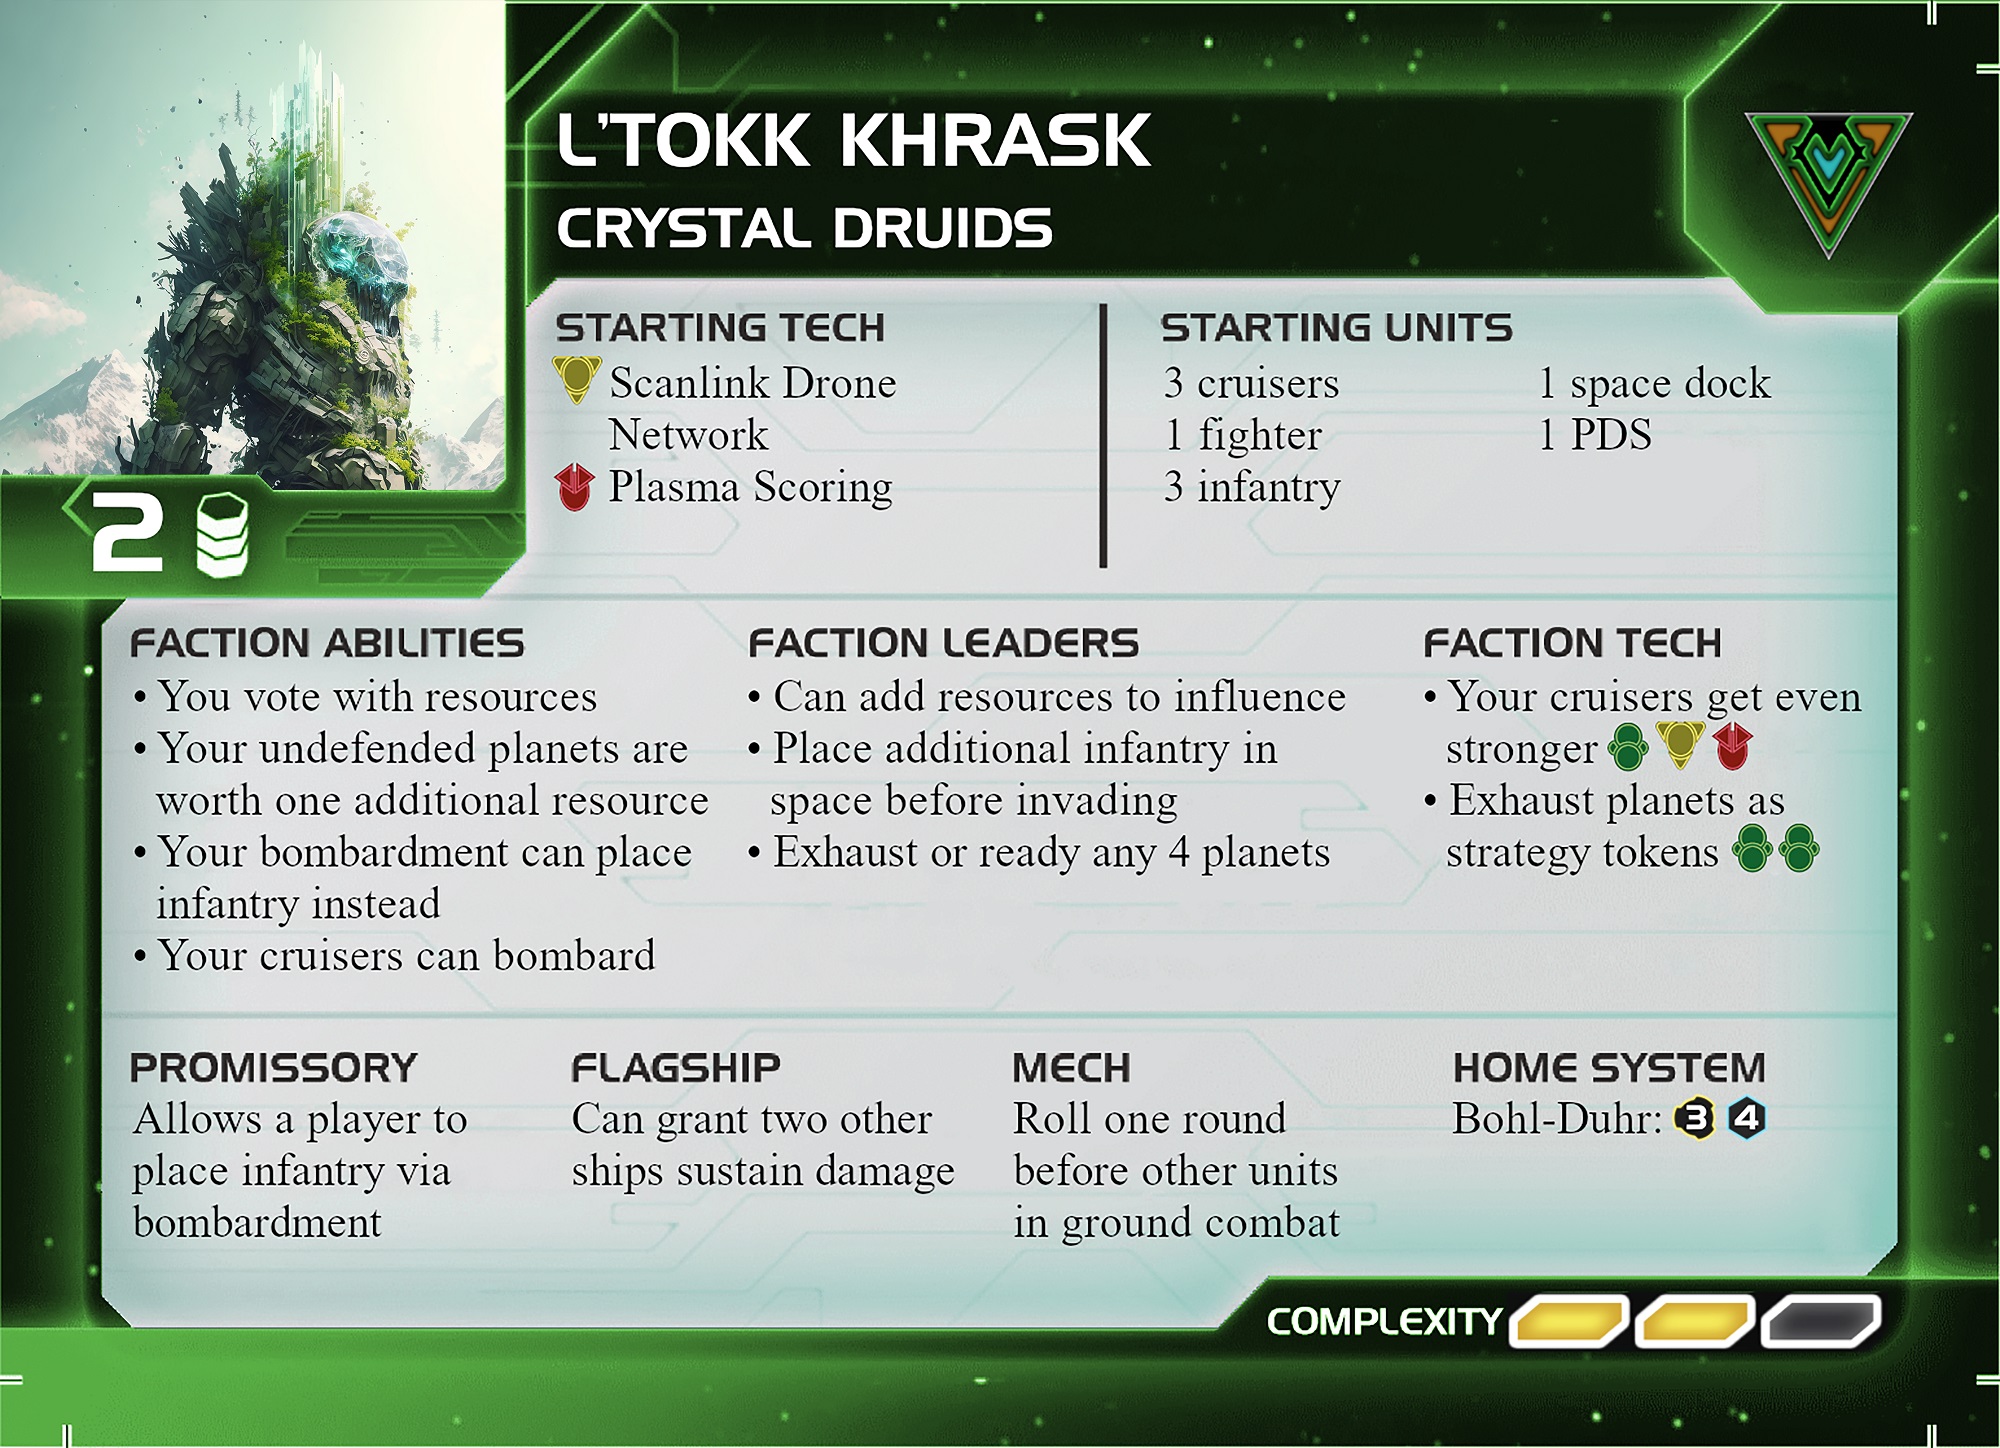 L'TOKK KHRASK
CRYSTAL DRUIDS
2
STARTING TECH
Scanlink Drone
Network
Plasma Scoring
STARTING UNITS
3 cruisers
1 fighter
3 infantry
1 space dock
1 PDS
FACTION ABILITIES
• You vote with resources
• Your undefended planets are
worth one additional resource
• Your bombardment can place
infantry instead
• Your cruisers can bombard
FACTION LEADERS
• Can add resources to influence
• Place additional infantry in
space before invading
• Exhaust or ready any 4 planets
FACTION TECH
• Your cruisers get even
stronger
• Exhaust planets as
strategy tokens
PROMISSORY
Allows a player to
place infantry via
bombardment
FLAGSHIP
Can grant two other
ships sustain damage
MECH
Roll one round
before other units
in ground combat
HOME SYSTEM
Bohl-Duhr: 3 4
COMPLEXITY